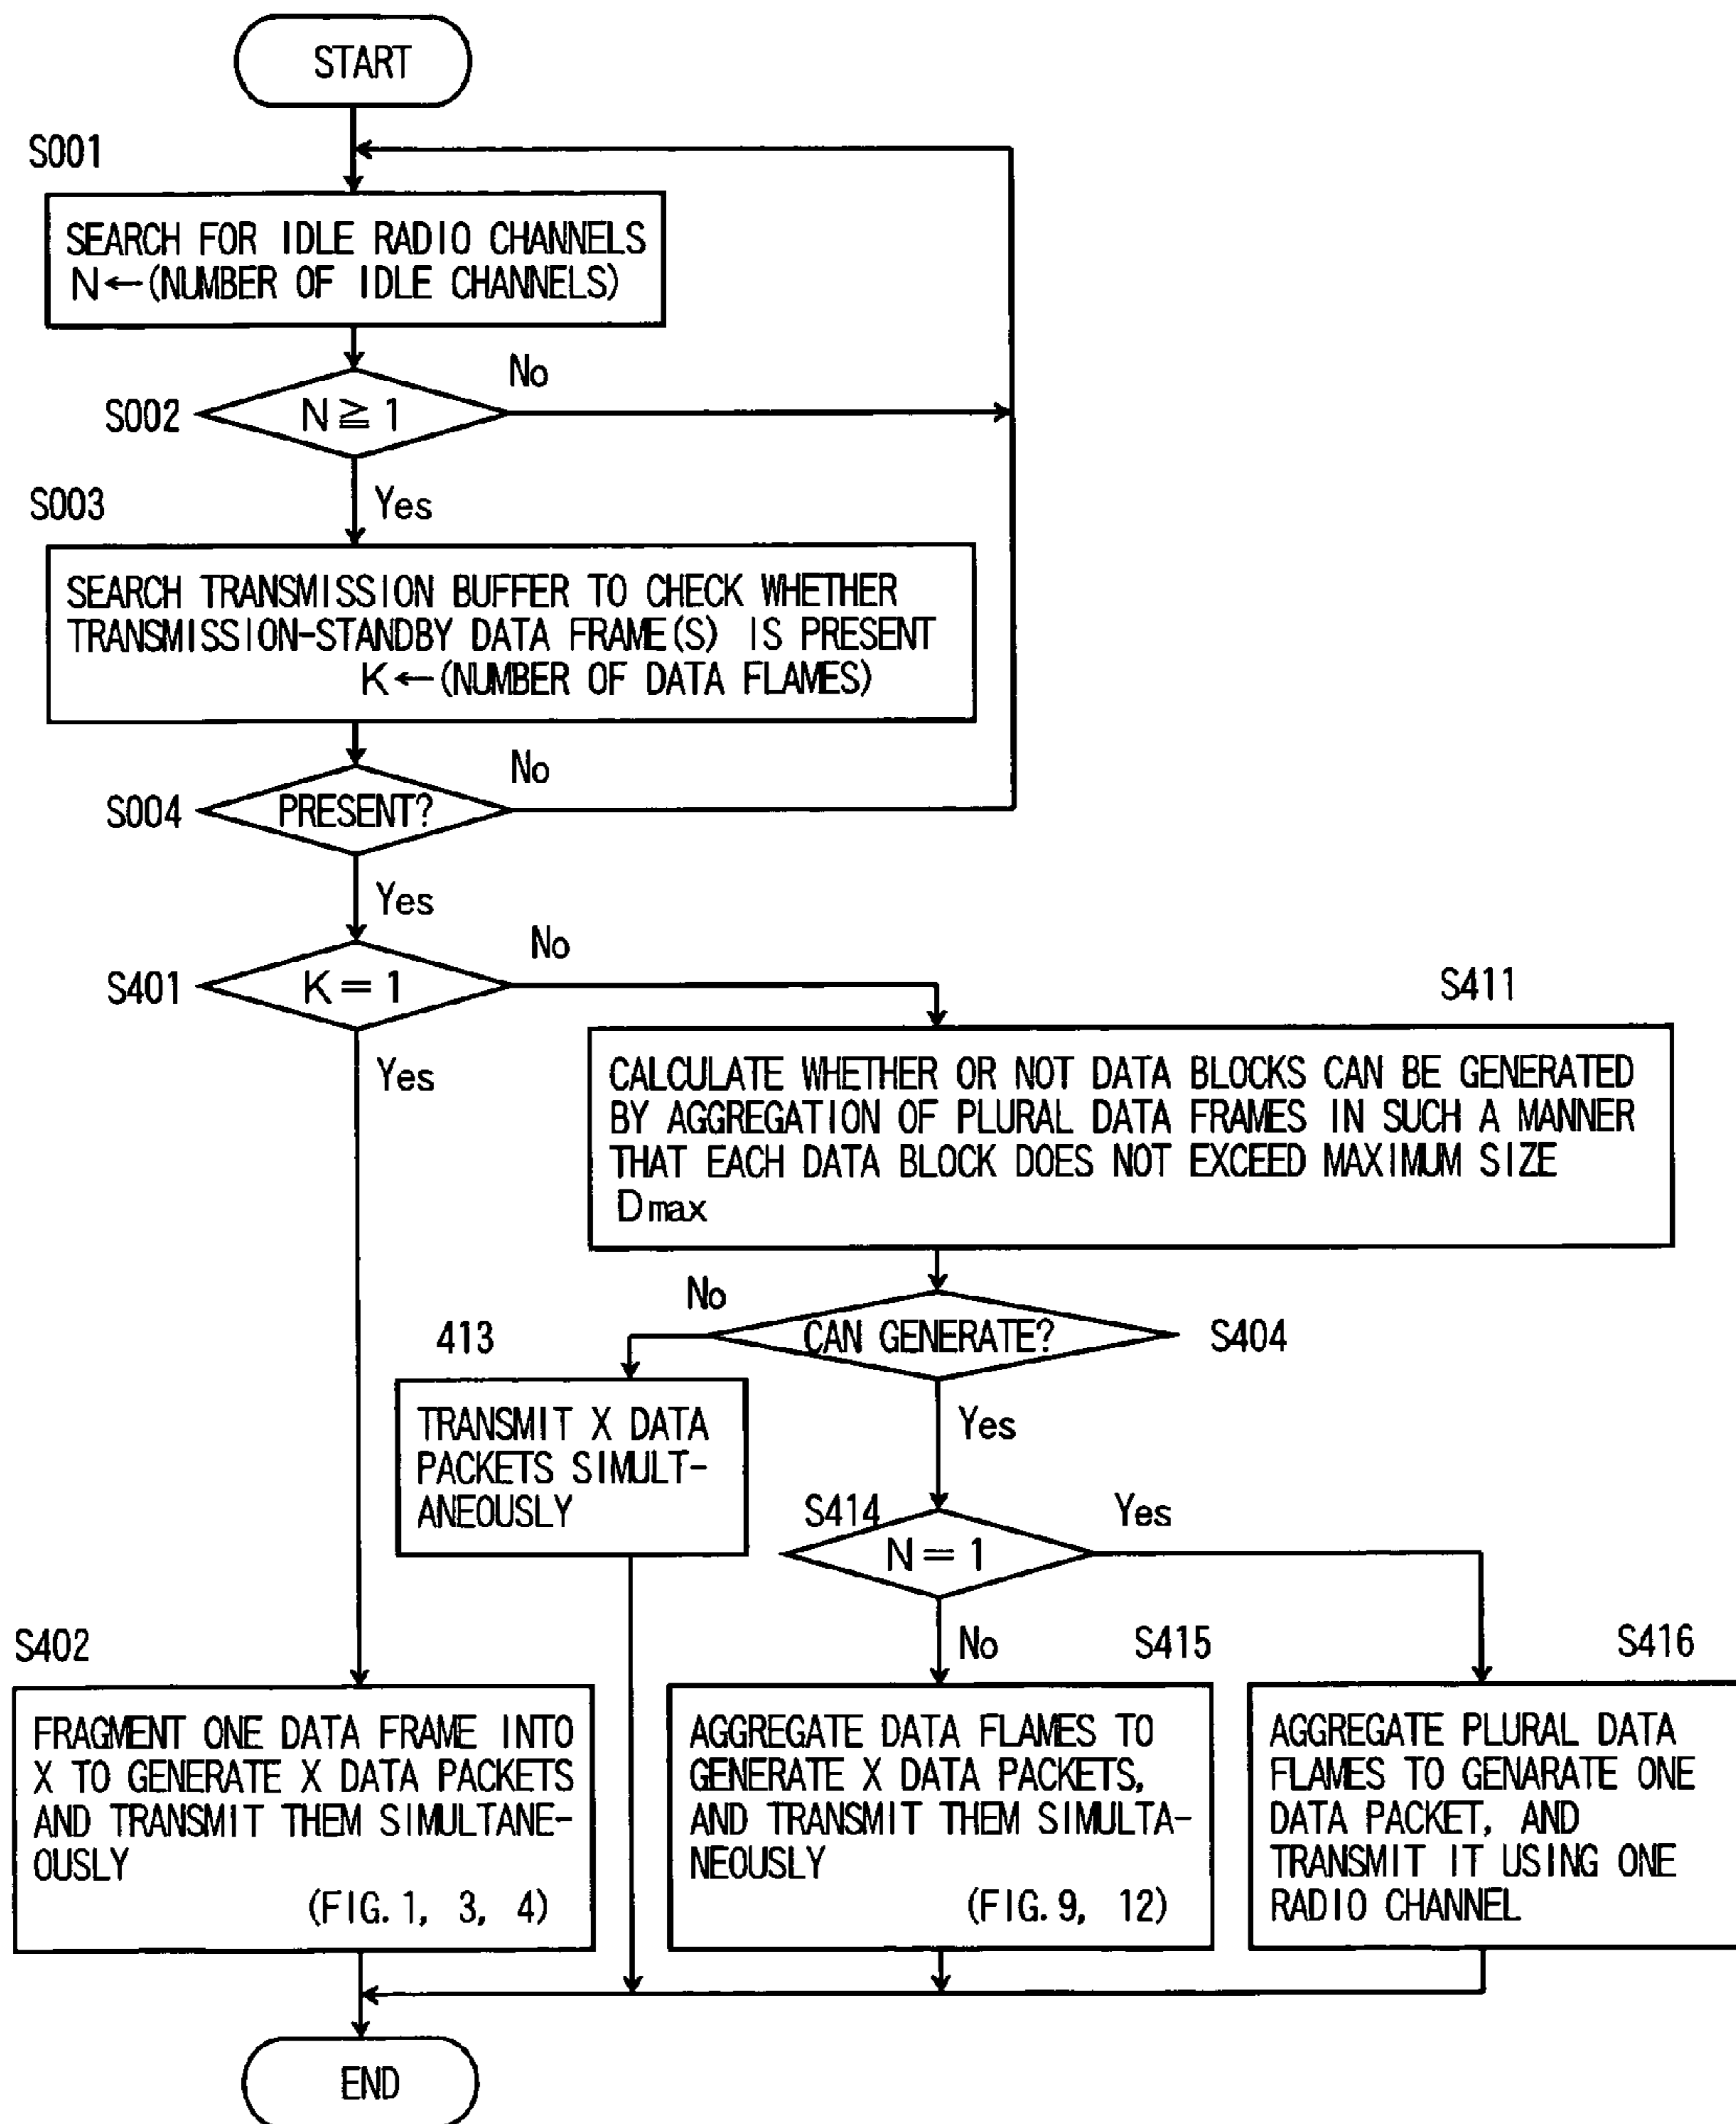 START
S001
SEARCH FOR IDLE RADIO CHANNELS
N←(NUMBER OF IDLE CHANNELS)
No
S002
N≧1
Yes
S003
SEARCH TRANSMISSION BUFFER TO CHECK WHETHER
TRANSMISSION-STANDBY DATA FRAME(S) IS PRESENT
K←(NUMBER OF DATA FLAMES)
No
S004
PRESENT?
Yes
No
S401
K=1
Yes
S411
CALCULATE WHETHER OR NOT DATA BLOCKS CAN BE GENERATED
BY AGGREGATION OF PLURAL DATA FRAMES IN SUCH A MANNER
THAT EACH DATA BLOCK DOES NOT EXCEED MAXIMUM SIZE
Dmax
No
CAN GENERATE?
S404
413
TRANSMIT X DATA
PACKETS SIMULT-
ANEOUSLY
Yes
S414
N=1
Yes
No
S402
FRAGMENT ONE DATA FRAME INTO
X TO GENERATE X DATA PACKETS
AND TRANSMIT THEM SIMULTANE-
OUSLY
(FIG.1, 3, 4)
S415
AGGREGATE DATA FLAMES TO
GENERATE X DATA PACKETS,
AND TRANSMIT THEM SIMULTA-
NEOUSLY
(FIG.9, 12)
S416
AGGREGATE PLURAL DATA
FLAMES TO GENARATE ONE
DATA PACKET, AND
TRANSMIT IT USING ONE
RADIO CHANNEL
END